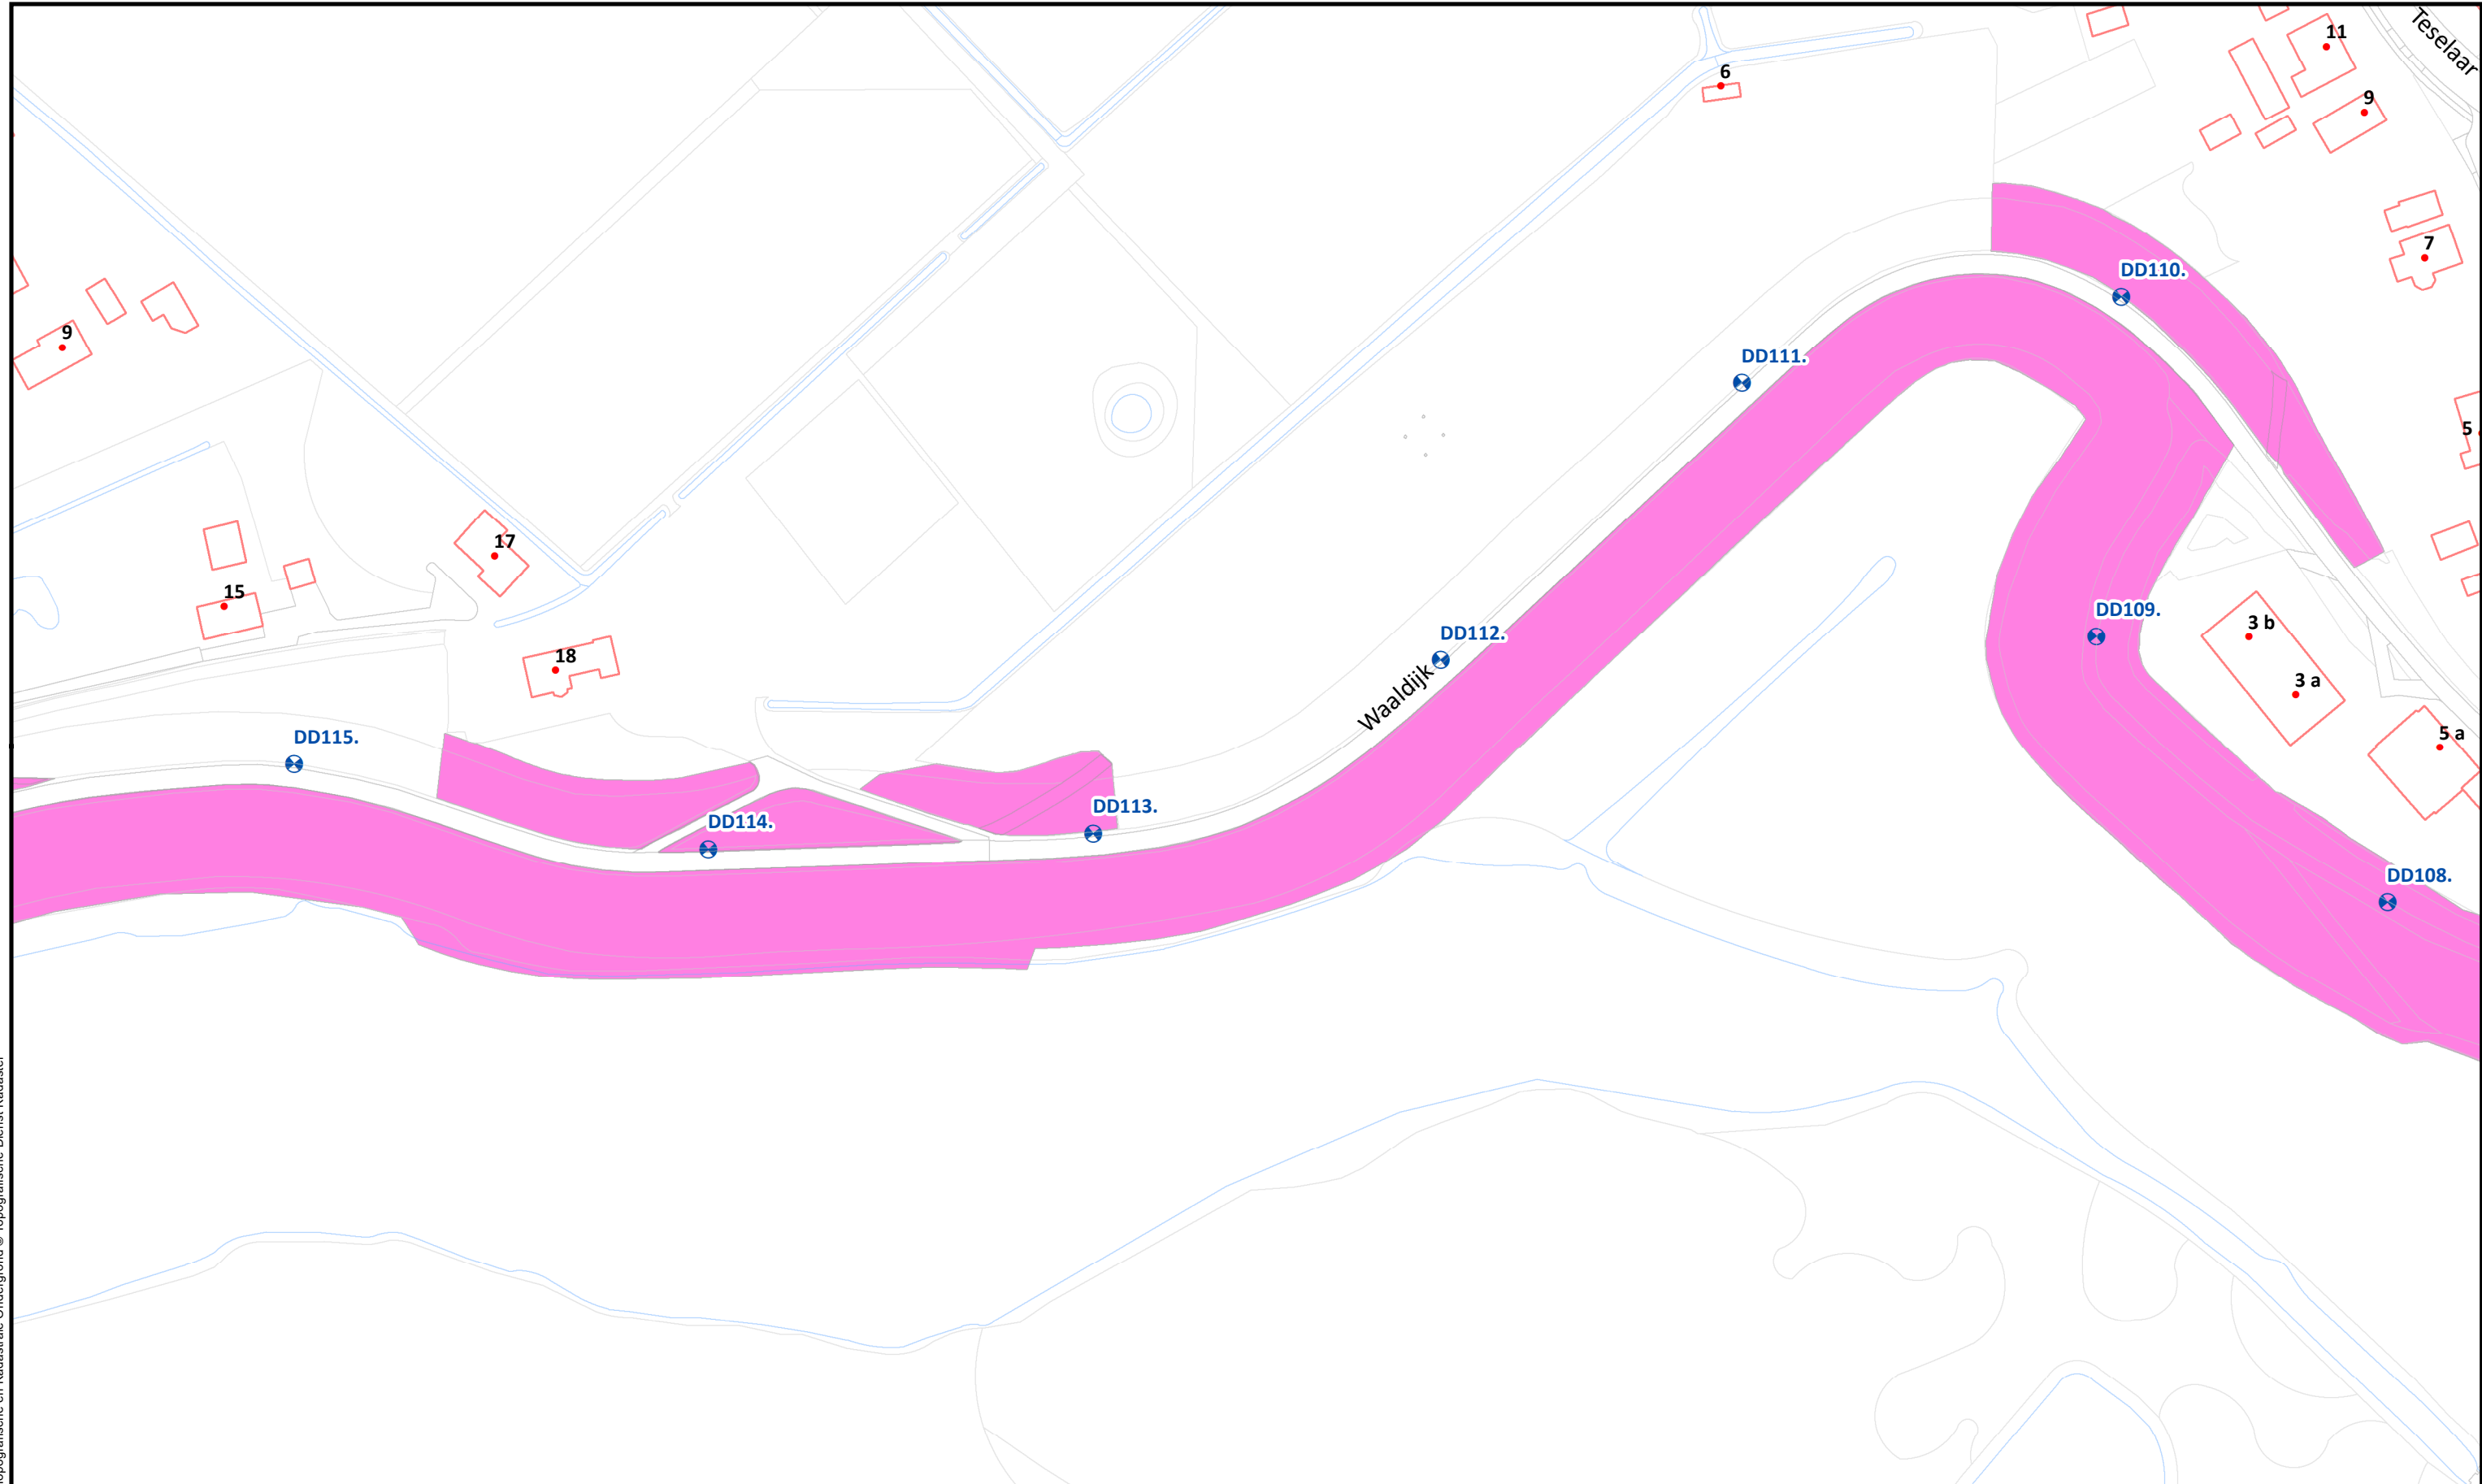 Teselaar
11
6
9
7
DD110.
9
DD111.
5
17
15
DD109.
3 b
DD112.
18
3 a
Waaldijk
5 a
DD115.
DD113.
DD114.
DD108.